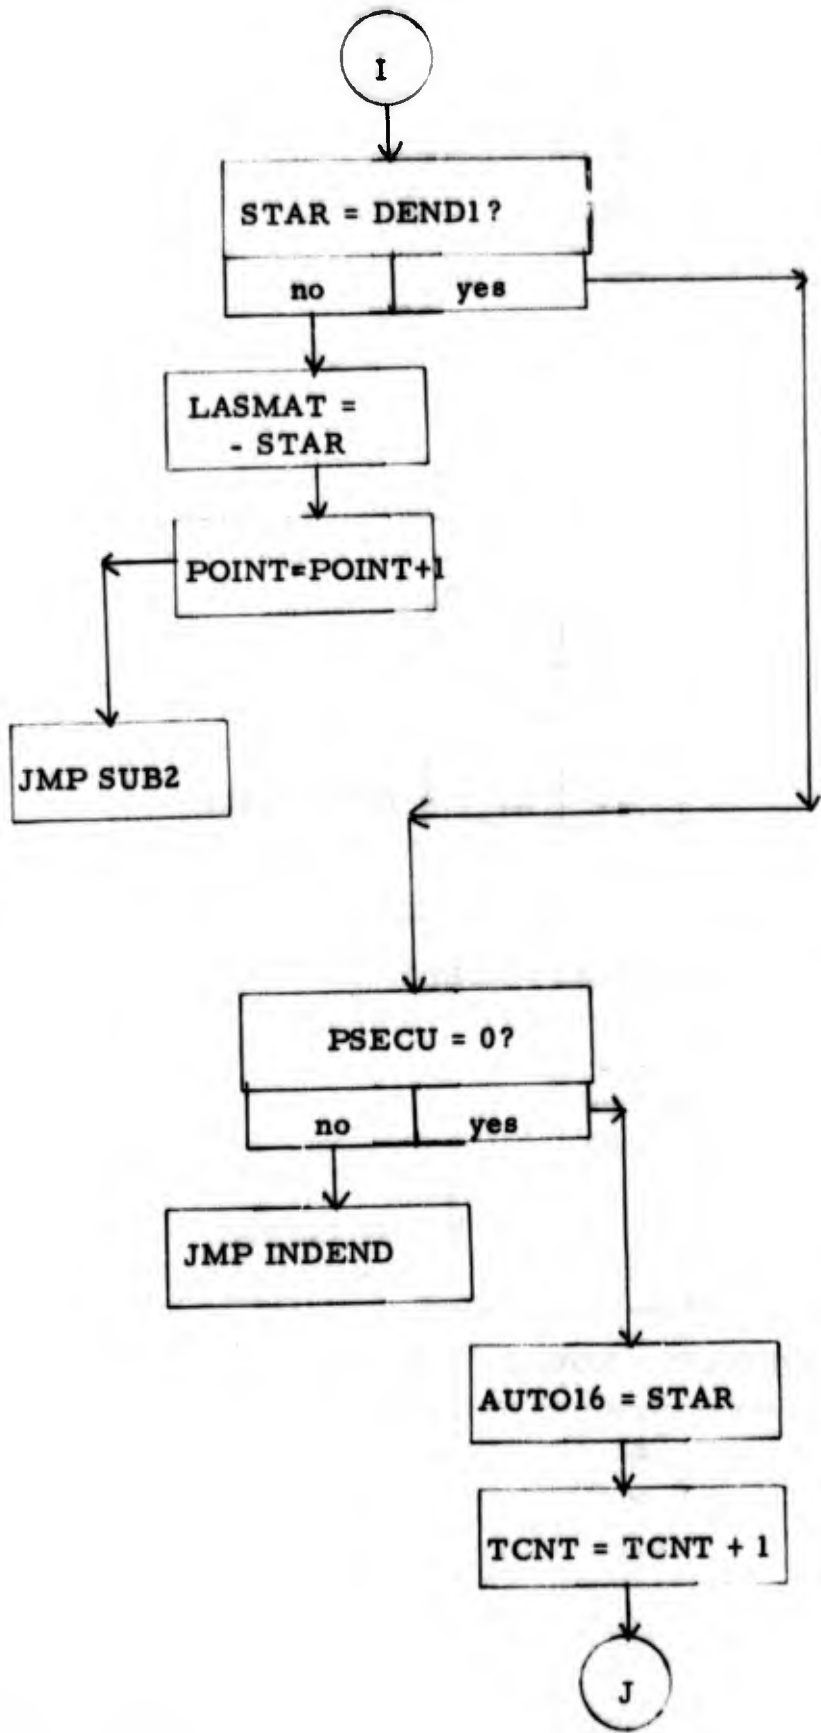 I
STAR = DEND1?
no yes
LASMAT =
- STAR
POINT=POINT+1
JMP SUB2
PSECU = 0?
no yes
JMP INDEND
AUTO16 = STAR
TCNT = TCNT + 1
J